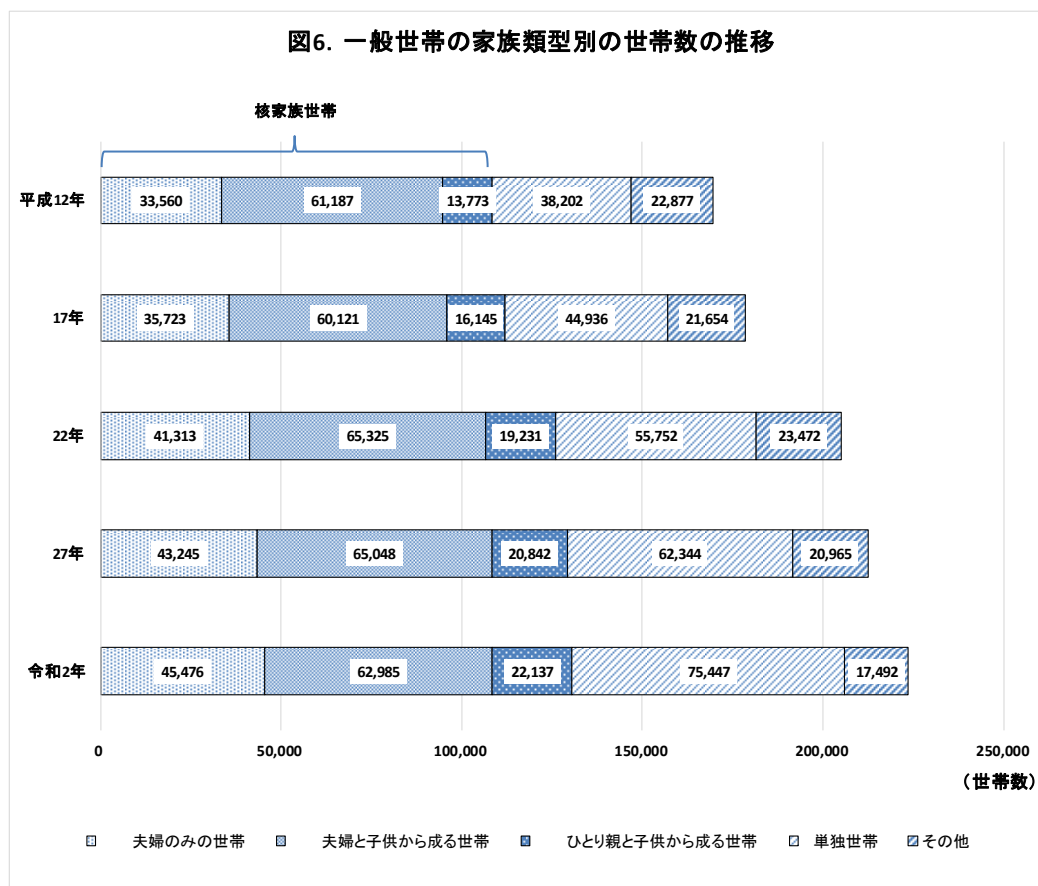 図6. 一般世帯の家族類型別の世帯数の推移
核家族世帯
平成12年 33,560 61,187 13,773 38,202 22,877
17年 35,723 60,121 16,145 44,936 21,654
22年 41,313 65,325 19,231 55,752 23,472
27年 43,245 65,048 20,842 62,344 20,965
令和2年 45,476 62,985 22,137 75,447 17,492
0 50,000 100,000 150,000 200,000 250,000
(世帯数)
夫婦のみの世帯 夫婦と子供から成る世帯 ひとり親と子供から成る世帯 単独世帯 その他